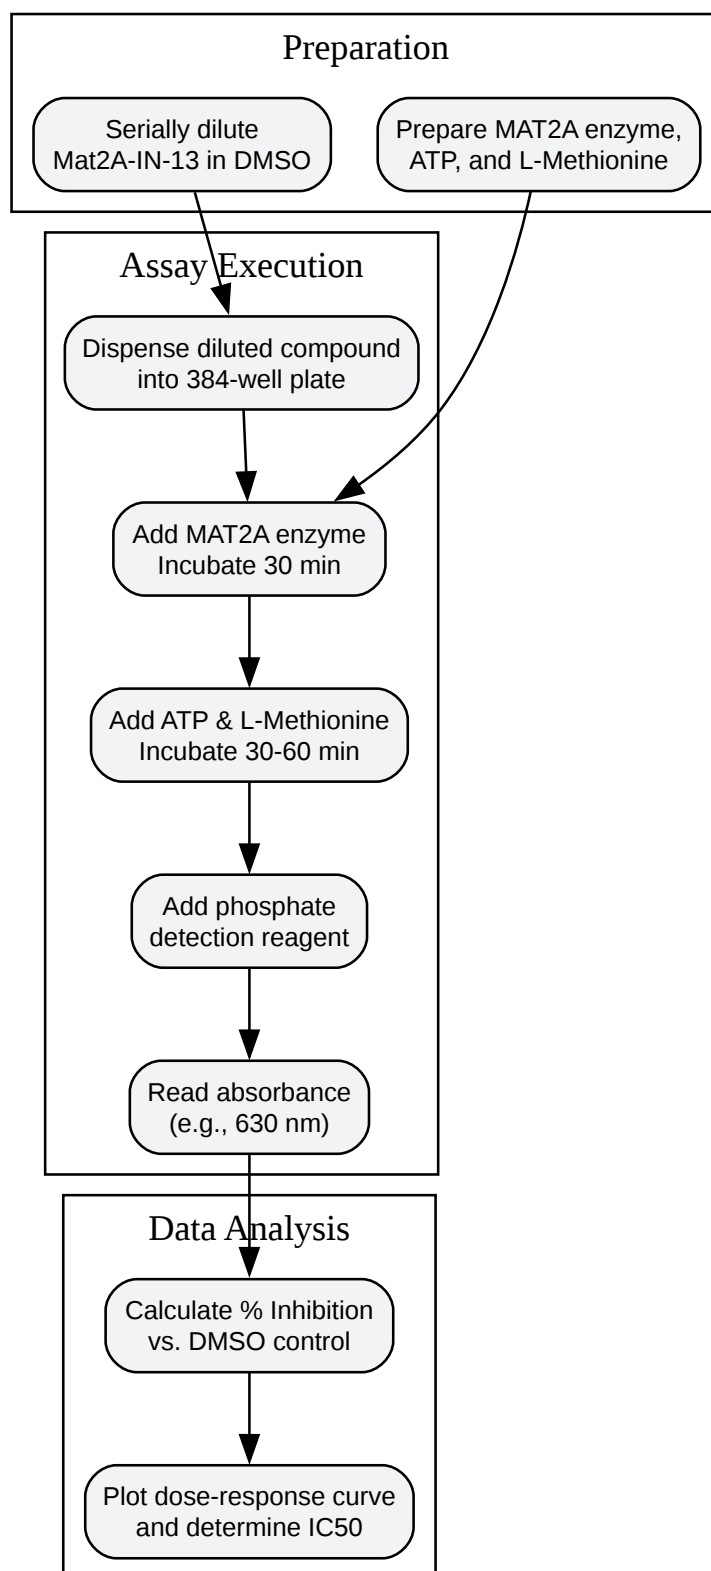 Preparation
Serially dilute
Mat2A-IN-13 in DMSO
Prepare MAT2A enzyme,
ATP, and L-Methionine
Assay Execution
Dispense diluted compound
into 384-well plate
Add MAT2A enzyme
Incubate 30 min
Add ATP & L-Methionine
Incubate 30-60 min
Add phosphate
detection reagent
Read absorbance
(e.g., 630 nm)
Data Analysis
Calculate % Inhibition
vs. DMSO control
Plot dose-response curve
and determine IC50